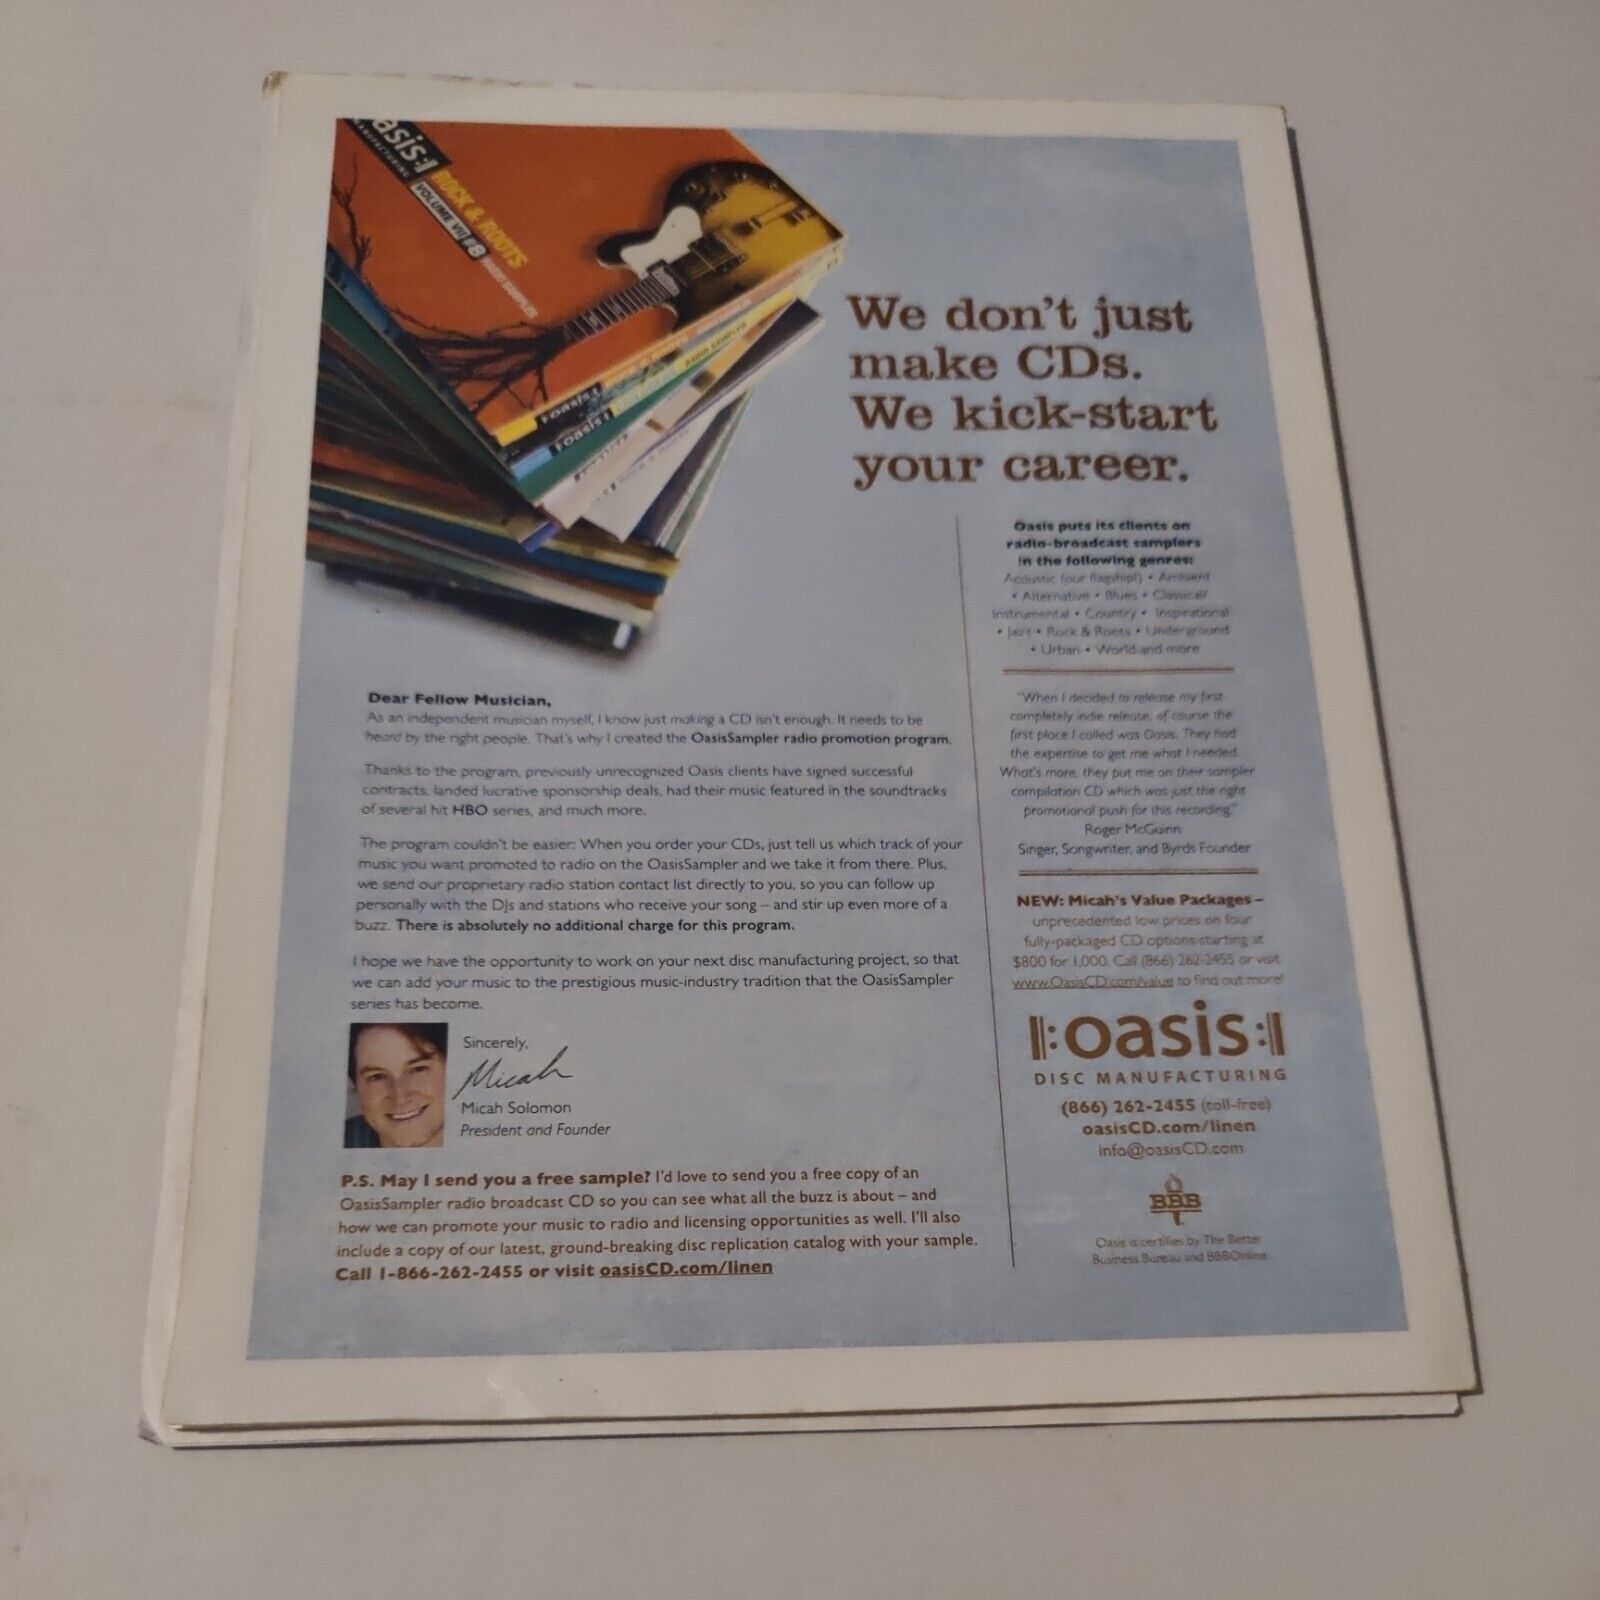 oasis:|
MANUFACTURING
ROCK & ROOTS
VOLUME VII #8
RADIO SAMPLER
RADIO SAMPLER
:oasis:
:oasis:
We don't just
make CDs.
We kick-start
your career.
Oasis puts its clients on
radio-broadcast samplers
in the following genres:
Acoustic (our flagship!) • Ambient
• Alternative • Blues • Classical/
Instrumental • Country • Inspirational
• Jazz • Rock & Roots • Underground
• Urban • World and more
"When I decided to release my first
completely indie release, of course the
first place I called was Oasis. They had
the expertise to get me what I needed.
What's more, they put me on their sampler
compilation CD which was just the right
promotional push for this recording."
Roger McGuinn
Singer, Songwriter, and Byrds Founder
NEW: Micah's Value Packages –
unprecedented low prices on four
fully-packaged CD options starting at
$800 for 1,000. Call (866) 262-2455 or visit
www.OasisCD.com/value to find out more!
|:oasis:|
DISC MANUFACTURING
(866) 262-2455 (toll-free)
oasisCD.com/linen
info@oasisCD.com
BBB
Oasis is certifies by The Better
Business Bureau and BBBOnline
Dear Fellow Musician,
As an independent musician myself, I know just making a CD isn't enough. It needs to be
heard by the right people. That's why I created the OasisSampler radio promotion program.
Thanks to the program, previously unrecognized Oasis clients have signed successful
contracts, landed lucrative sponsorship deals, had their music featured in the soundtracks
of several hit HBO series, and much more.
The program couldn't be easier: When you order your CDs, just tell us which track of your
music you want promoted to radio on the OasisSampler and we take it from there. Plus,
we send our proprietary radio station contact list directly to you, so you can follow up
personally with the DJs and stations who receive your song – and stir up even more of a
buzz. There is absolutely no additional charge for this program.
I hope we have the opportunity to work on your next disc manufacturing project, so that
we can add your music to the prestigious music-industry tradition that the OasisSampler
series has become.
Sincerely,
Micah
Micah Solomon
President and Founder
P.S. May I send you a free sample? I'd love to send you a free copy of an
OasisSampler radio broadcast CD so you can see what all the buzz is about – and
how we can promote your music to radio and licensing opportunities as well. I'll also
include a copy of our latest, ground-breaking disc replication catalog with your sample.
Call 1-866-262-2455 or visit oasisCD.com/linen